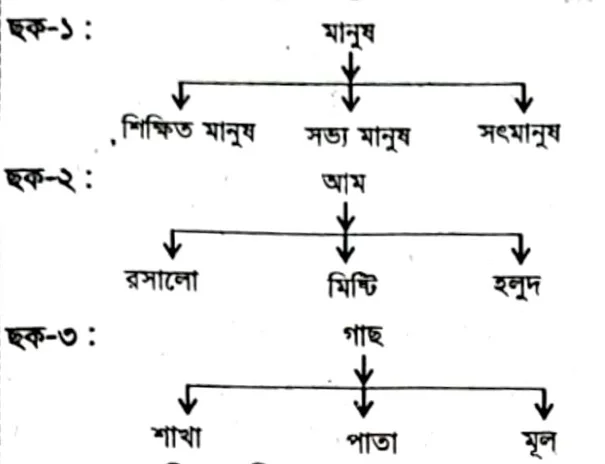 ছক-১ : মানুষ
শিক্ষিত মানুষ সভ্য মানুষ সৎমানুষ
ছক-২ : আম
রসালো মিষ্টি হলুদ
ছক-৩ : গাছ
শাখা পাতা মূল